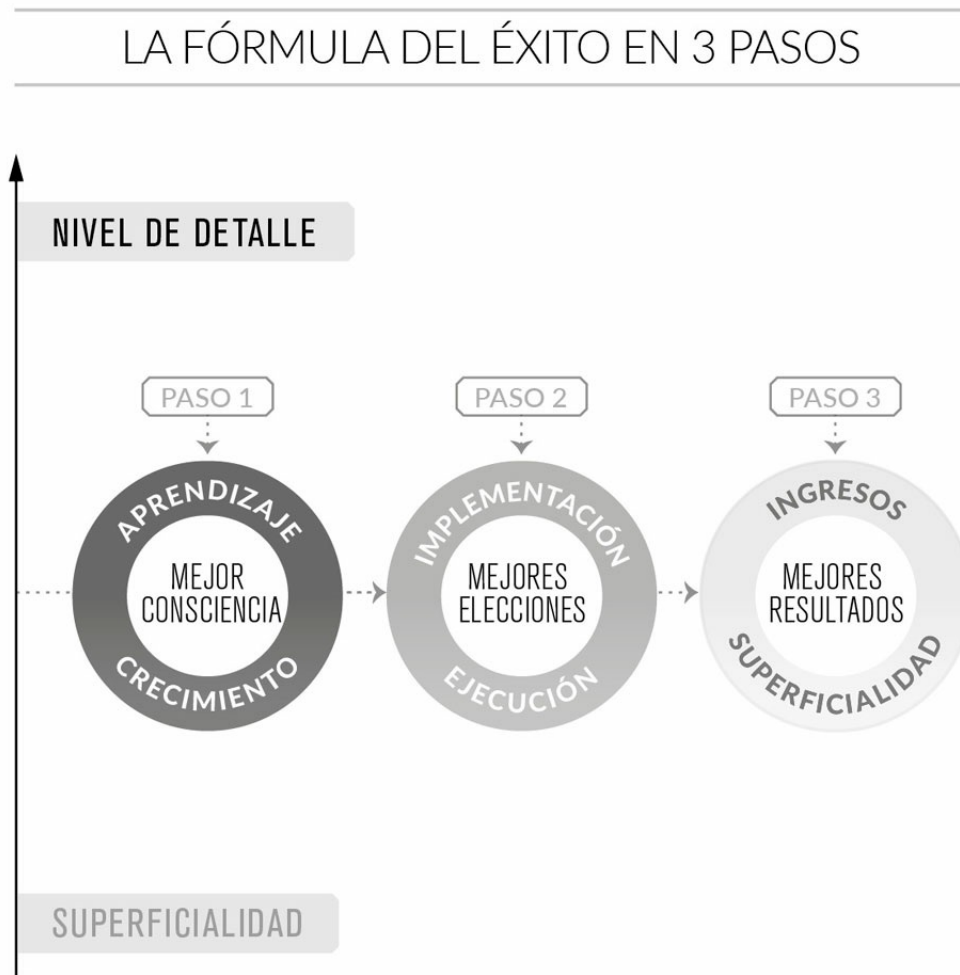 LA FÓRMULA DEL ÉXITO EN 3 PASOS
NIVEL DE DETALLE
PASO 1
PASO 2
PASO 3
APRENDIZAJE
MEJOR
CONSCIENCIA
CRECIMIENTO
IMPLEMENTACIÓN
MEJORES
ELECCIONES
EJECUCIÓN
INGRESOS
MEJORES
RESULTADOS
SUPERFICIALIDAD
SUPERFICIALIDAD